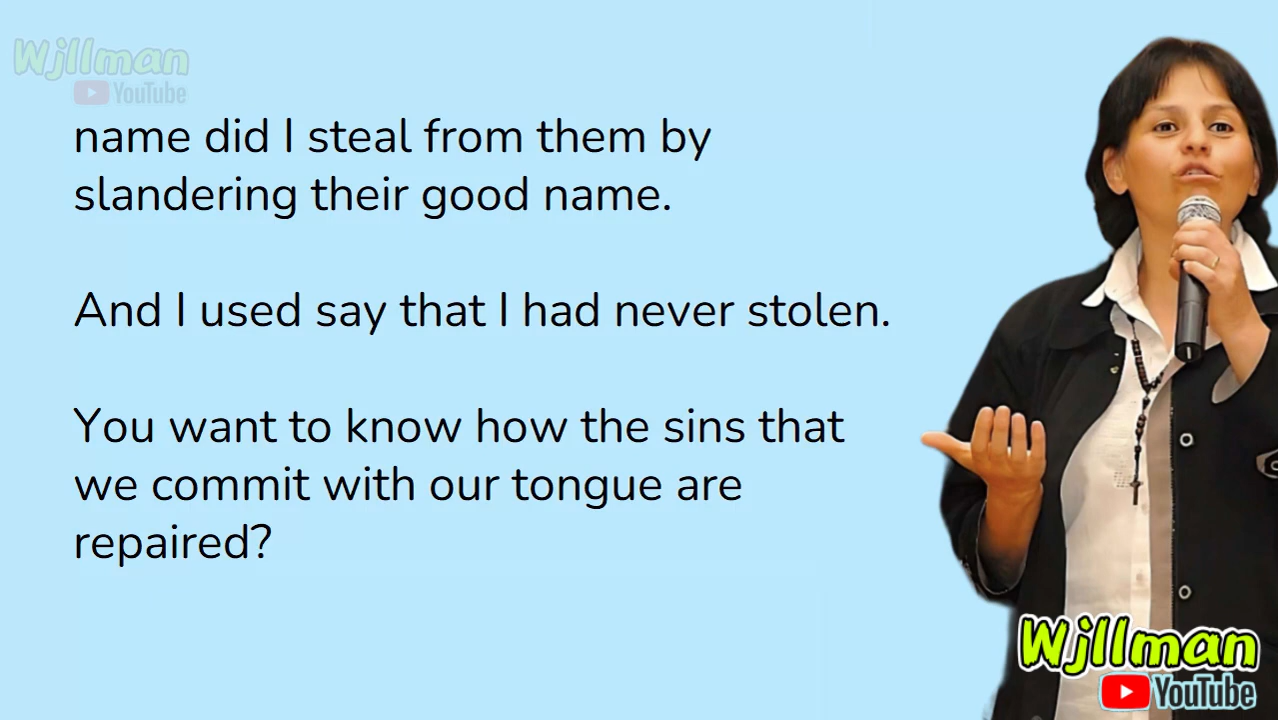 Wjllman
YouTube
name did I steal from them by
slandering their good name.
And I used say that I had never stolen.
You want to know how the sins that
we commit with our tongue are
repaired?
Wjllman
YouTube